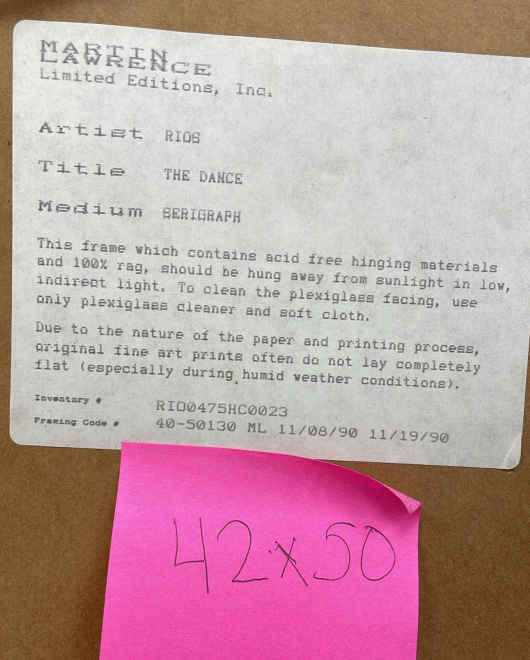 MARTIN
LAWRENCE
Limited Editions, Inc.
Artist RIOS
Title THE DANCE
Medium SERIGRAPH
This frame which contains acid free hinging materials
and 100% rag, should be hung away from sunlight in low,
indirect light. To clean the plexiglass facing, use
only plexiglass cleaner and soft cloth.
Due to the nature of the paper and printing process,
original fine art prints often do not lay completely
flat (especially during humid weather conditions).
Inventory # RIO0475HC0023
Framing Code # 40-50130 ML 11/08/90 11/19/90
42x50